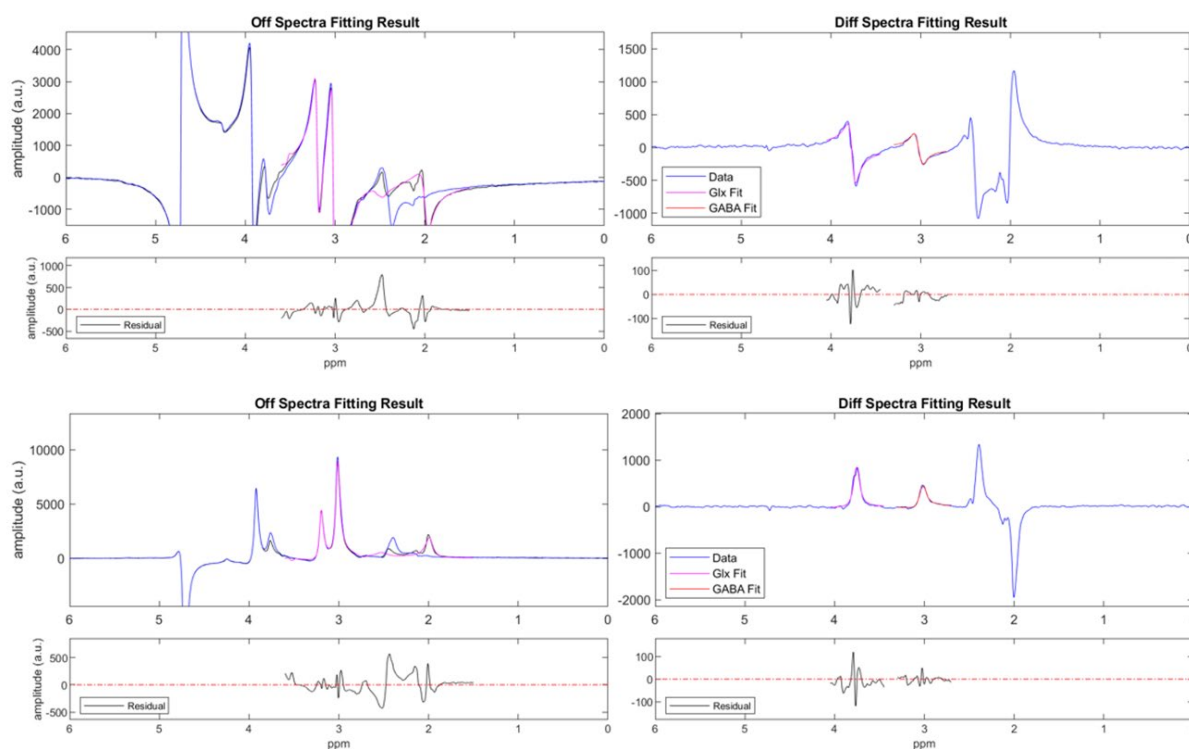 Off Spectra Fitting Result
amplitude (a.u.)
4000
3000
2000
1000
0
-1000
6 5 4 3 2 1 0
amplitude (a.u.)
1000
500
0
-500
Residual
6 5 4 3 2 1 0
ppm
Diff Spectra Fitting Result
1500
1000
500
0
-500
-1000
Data
Glx Fit
GABA Fit
6 5 4 3 2 1 0
100
0
-100
Residual
6 5 4 3 2 1 0
ppm
Off Spectra Fitting Result
amplitude (a.u.)
10000
5000
0
6 5 4 3 2 1 0
amplitude (a.u.)
500
0
-500
Residual
6 5 4 3 2 1 0
ppm
Diff Spectra Fitting Result
2000
1000
0
-1000
-2000
Data
Glx Fit
GABA Fit
6 5 4 3 2 1
100
0
-100
Residual
6 5 4 3 2 1
ppm